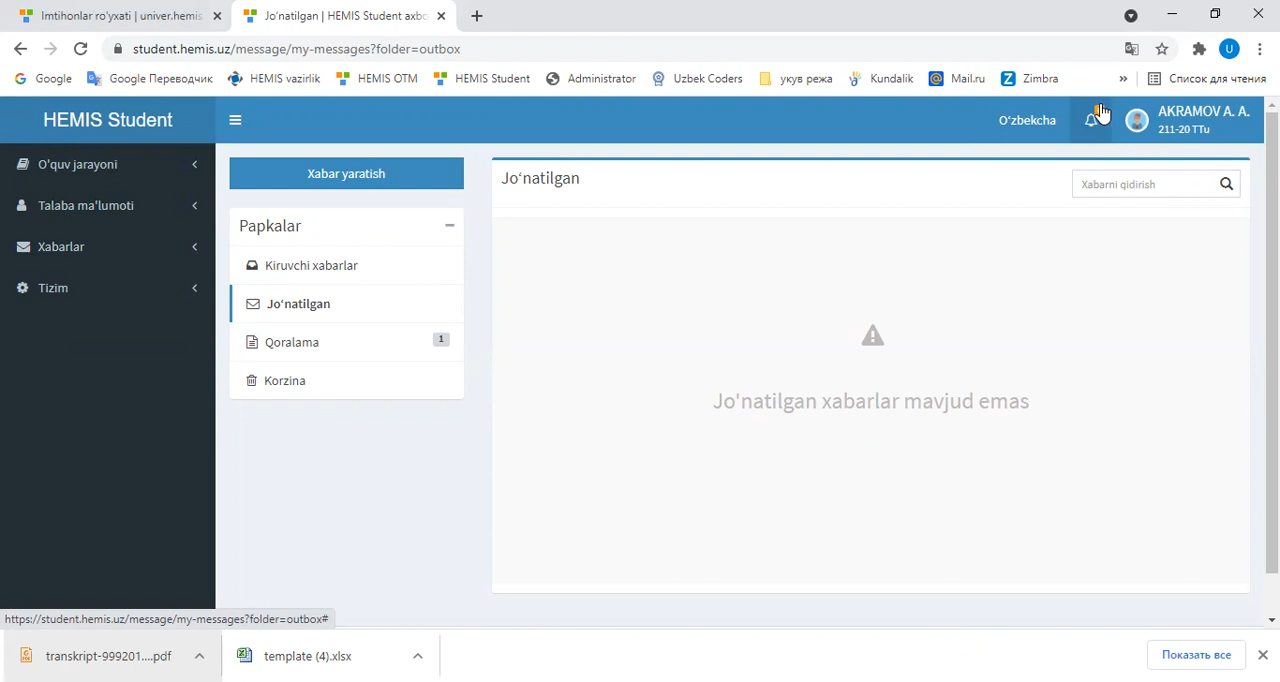 Imtihonlar ro'yxati | univer.hemis
Jo'natilgan | HEMIS Student axbo
student.hemis.uz/message/my-messages?folder=outbox
U
Google
Google Переводчик
HEMIS vazirlik
HEMIS OTM
HEMIS Student
Administrator
Uzbek Coders
укув режа
Kundalik
Mail.ru
Zimbra
»
Список для чтения
HEMIS Student
O'zbekcha
AKRAMOV A. A.
211-20 TTu
O'quv jarayoni
Talaba ma'lumoti
Xabarlar
Tizim
Xabar yaratish
Papkalar
Kiruvchi xabarlar
Jo‘natilgan
Qoralama
1
Korzina
Jo‘natilgan
Xabarni qidirish
Jo'natilgan xabarlar mavjud emas
https://student.hemis.uz/message/my-messages?folder=outbox#
transkript-999201....pdf
template (4).xlsx
Показать все